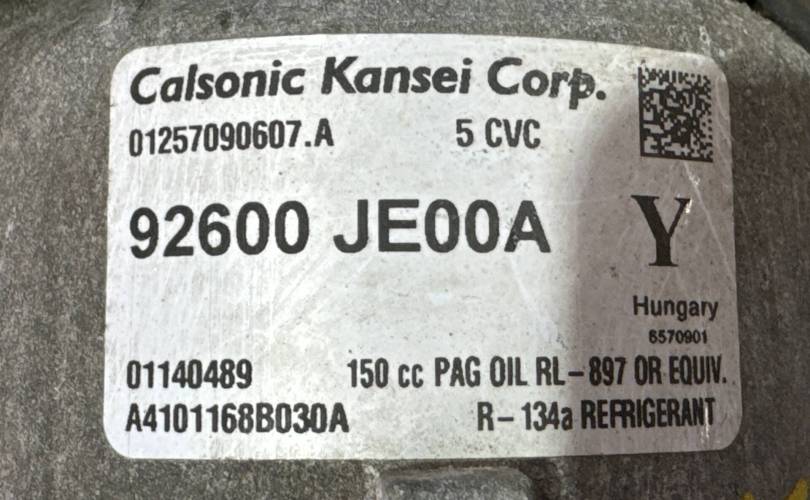 Calsonic Kansei Corp.
01257090607.A 5 CVC
92600 JE00A Y
Hungary
6570901
01140489 150 cc PAG OIL RL-897 OR EQUIV.
A4101168B030A R-134a REFRIGERANT